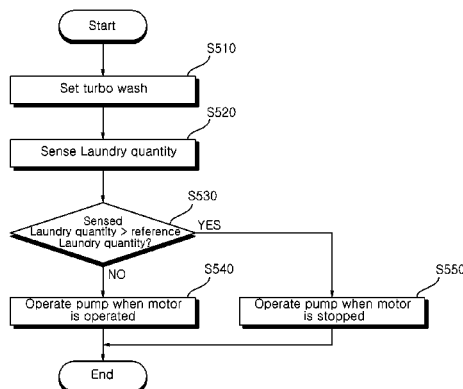 Start
S510
Set turbo wash
S520
Sense Laundry quantity
S530
Sensed
Laundry quantity > reference
Laundry quantity?
YES
NO
S540
Operate pump when motor
is operated
S550
Operate pump when motor
is stopped
End